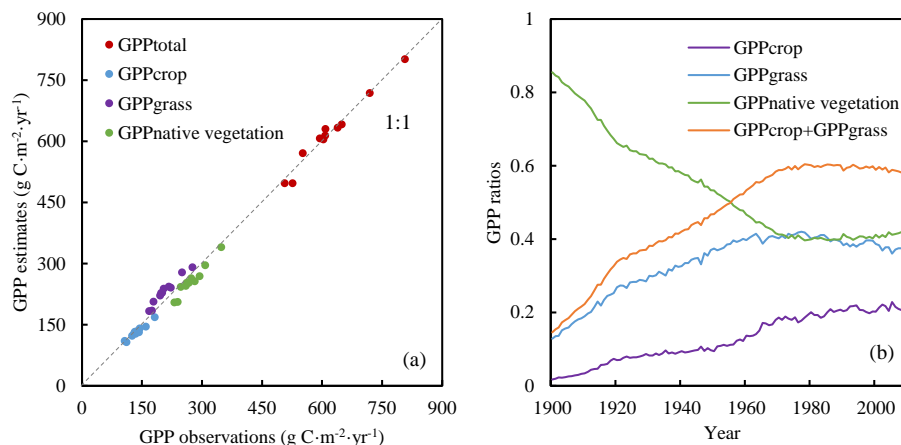 900
750
600
450
300
150
0
GPP estimates (g C·m⁻²·yr⁻¹)
GPPtotal
GPPcrop
GPPgrass
GPPnative vegetation
1:1
(a)
0 150 300 450 600 750 900
GPP observations (g C·m⁻²·yr⁻¹)
1
0.8
0.6
0.4
0.2
0
GPP ratios
GPPcrop
GPPgrass
GPPnative vegetation
GPPcrop+GPPgrass
(b)
1900 1920 1940 1960 1980 2000
Year